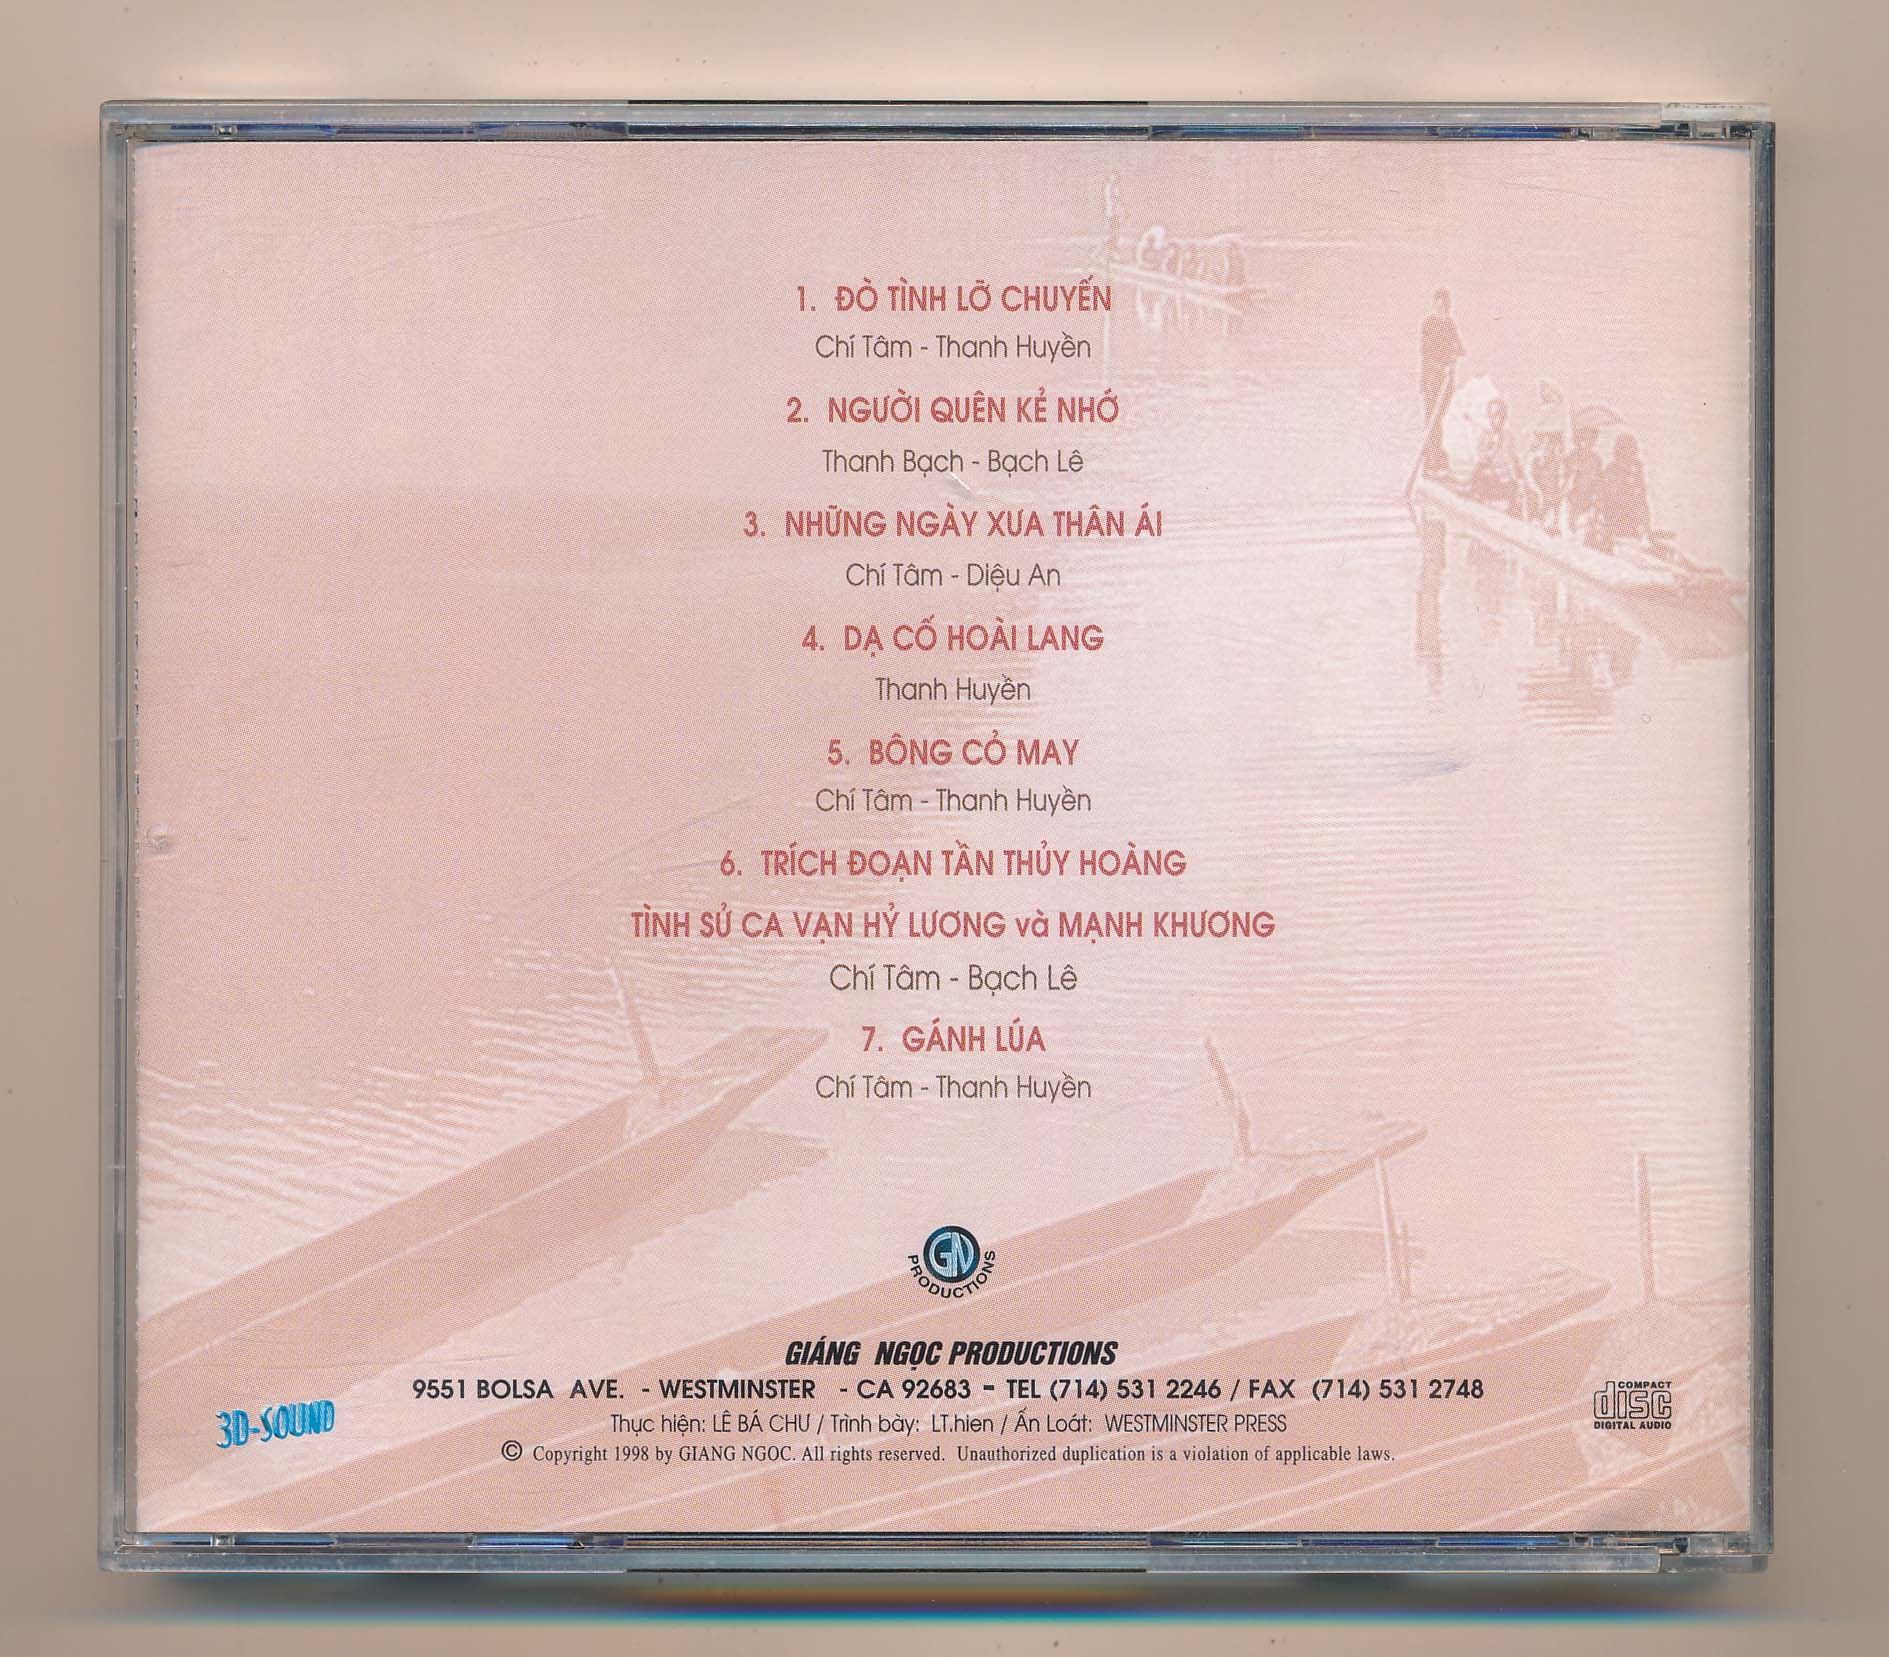 1. ĐÒ TÌNH LỠ CHUYẾN
Chí Tâm - Thanh Huyền
2. NGƯỜI QUÊN KẺ NHỚ
Thanh Bạch - Bạch Lê
3. NHỮNG NGÀY XƯA THÂN ÁI
Chí Tâm - Diệu An
4. DẠ CỐ HOÀI LANG
Thanh Huyền
5. BÔNG CỎ MAY
Chí Tâm - Thanh Huyền
6. TRÍCH ĐOẠN TẦN THỦY HOÀNG
TÌNH SỬ CA VẠN HỶ LƯƠNG và MẠNH KHƯƠNG
Chí Tâm - Bạch Lê
7. GÁNH LÚA
Chí Tâm - Thanh Huyền
GN
PRODUCTIONS
GIÁNG NGỌC PRODUCTIONS
9551 BOLSA AVE. - WESTMINSTER - CA 92683 - TEL (714) 531 2246 / FAX (714) 531 2748
Thực hiện: LÊ BÁ CHƯ / Trình bày: LT.hien / Ấn Loát: WESTMINSTER PRESS
© Copyright 1998 by GIANG NGOC. All rights reserved. Unauthorized duplication is a violation of applicable laws.
3D-SOUND
COMPACT
disc
DIGITAL AUDIO